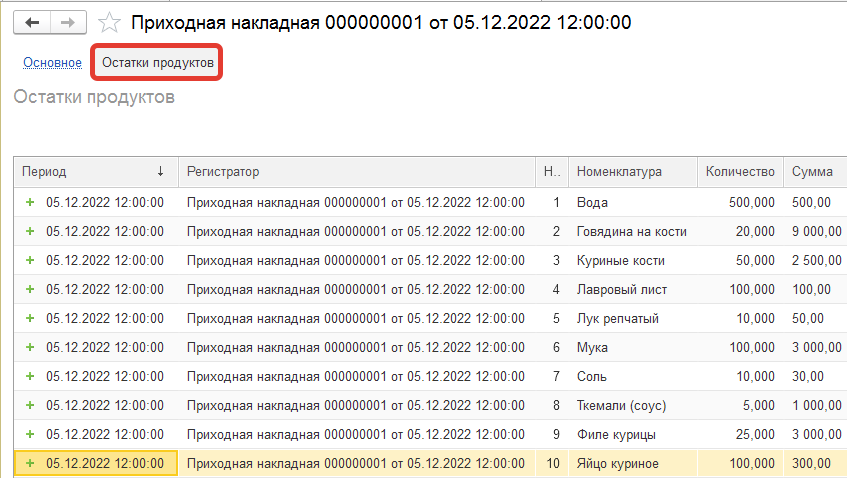 Приходная накладная 000000001 от 05.12.2022 12:00:00
Основное Остатки продуктов
Остатки продуктов
Период ↓ Регистратор Н.. Номенклатура Количество Сумма
+ 05.12.2022 12:00:00 Приходная накладная 000000001 от 05.12.2022 12:00:00 1 Вода 500,000 500,00
+ 05.12.2022 12:00:00 Приходная накладная 000000001 от 05.12.2022 12:00:00 2 Говядина на кости 20,000 9 000,00
+ 05.12.2022 12:00:00 Приходная накладная 000000001 от 05.12.2022 12:00:00 3 Куриные кости 50,000 2 500,00
+ 05.12.2022 12:00:00 Приходная накладная 000000001 от 05.12.2022 12:00:00 4 Лавровый лист 100,000 100,00
+ 05.12.2022 12:00:00 Приходная накладная 000000001 от 05.12.2022 12:00:00 5 Лук репчатый 10,000 50,00
+ 05.12.2022 12:00:00 Приходная накладная 000000001 от 05.12.2022 12:00:00 6 Мука 100,000 3 000,00
+ 05.12.2022 12:00:00 Приходная накладная 000000001 от 05.12.2022 12:00:00 7 Соль 10,000 30,00
+ 05.12.2022 12:00:00 Приходная накладная 000000001 от 05.12.2022 12:00:00 8 Ткемали (соус) 5,000 1 000,00
+ 05.12.2022 12:00:00 Приходная накладная 000000001 от 05.12.2022 12:00:00 9 Филе курицы 25,000 3 000,00
+ 05.12.2022 12:00:00 Приходная накладная 000000001 от 05.12.2022 12:00:00 10 Яйцо куриное 100,000 300,00